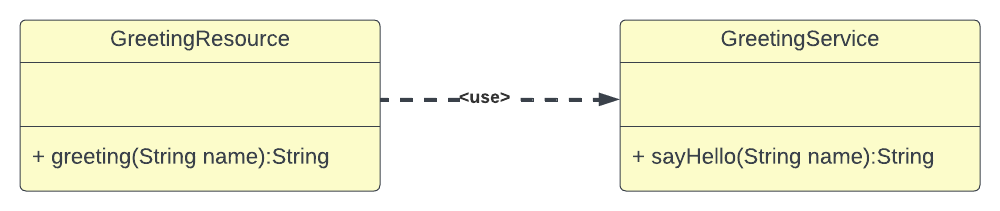 GreetingResource
+ greeting(String name):String
<use>
GreetingService
+ sayHello(String name):String